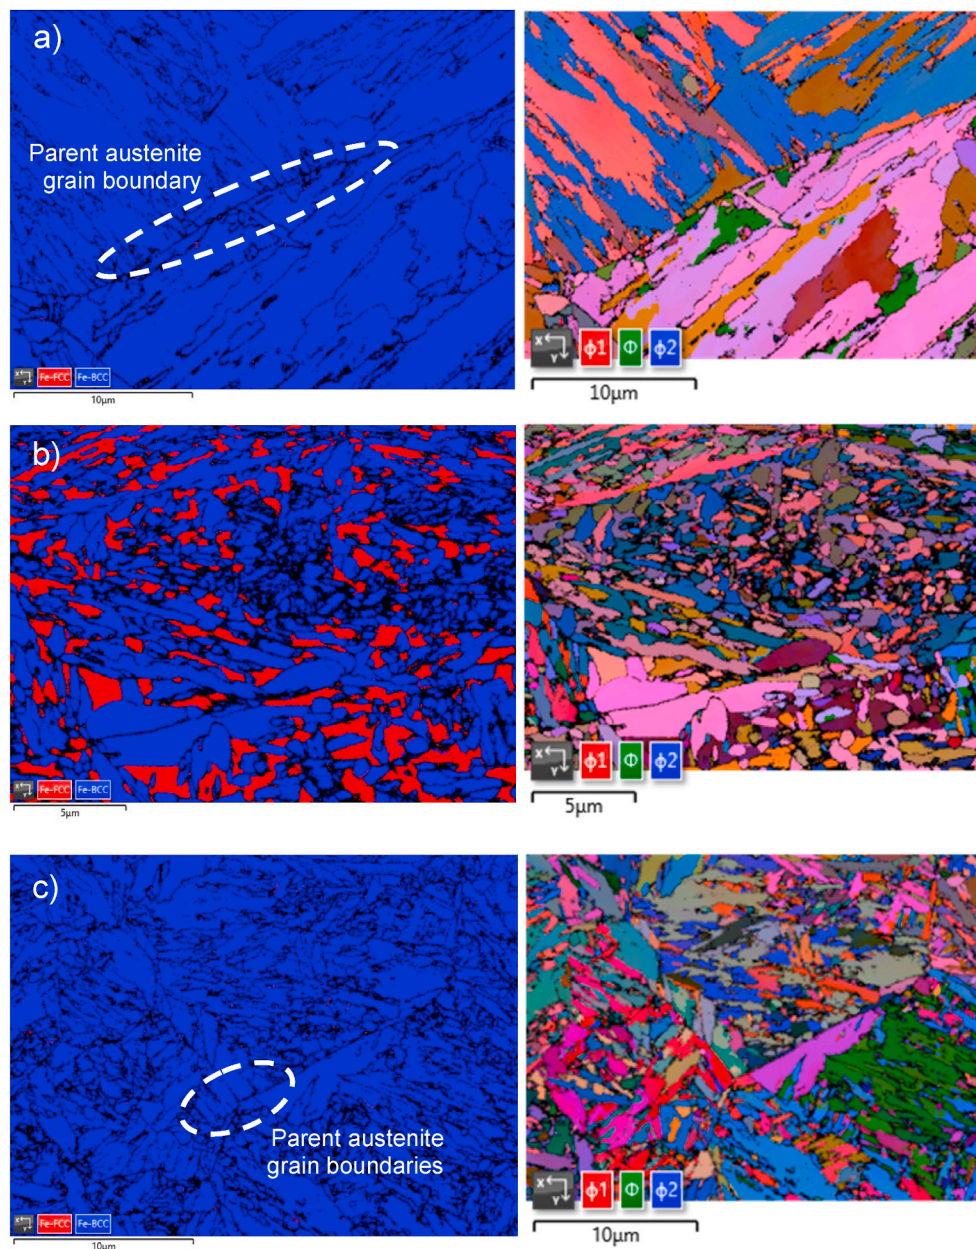 a)
Parent austenite
grain boundary
X Y Fe-FCC Fe-BCC
10µm
X Y ϕ1 Φ ϕ2
10µm
b)
X Y Fe-FCC Fe-BCC
5µm
X Y ϕ1 Φ ϕ2
5µm
c)
Parent austenite
grain boundaries
X Y Fe-FCC Fe-BCC
10µm
X Y ϕ1 Φ ϕ2
10µm